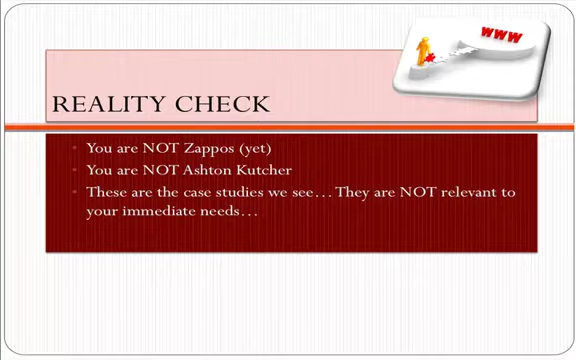 WWW
REALITY CHECK
You are NOT Zappos (yet)
You are NOT Ashton Kutcher
These are the case studies we see… They are NOT relevant to
your immediate needs…